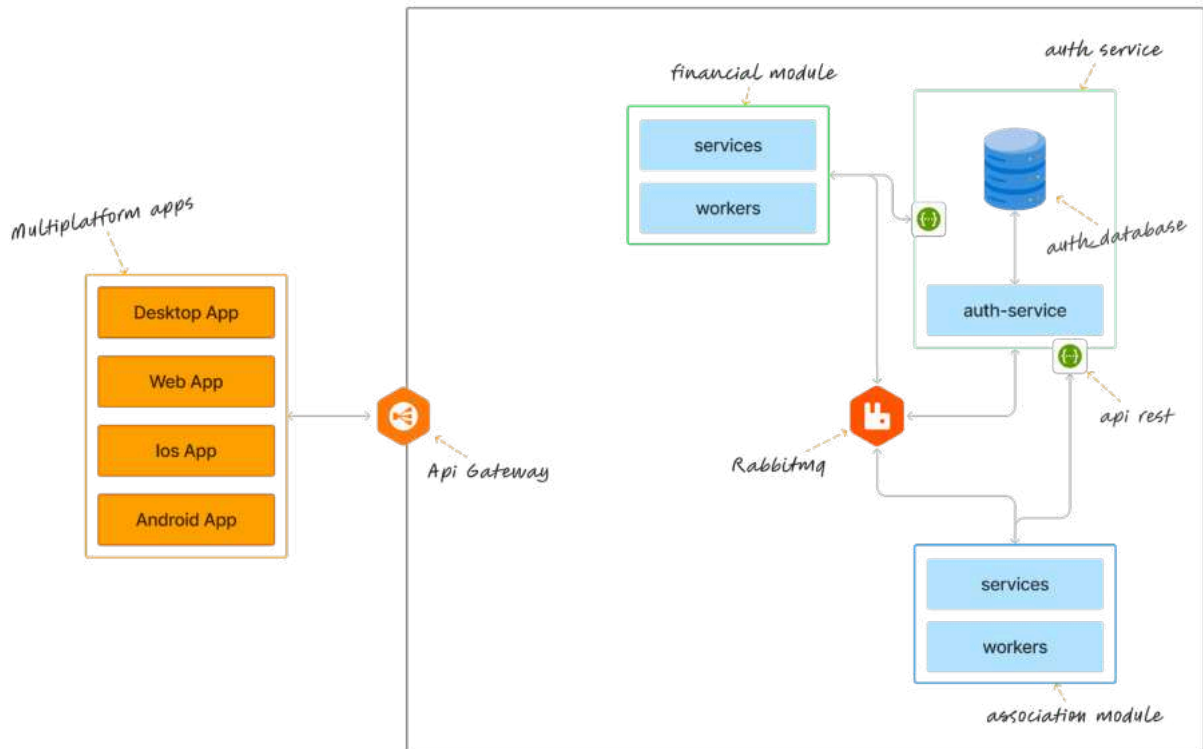 auth service
financial module
services
workers
auth_database
auth-service
Multiplatform apps
Desktop App
Web App
Ios App
Android App
Api Gateway
Rabbitmq
api rest
services
workers
association module